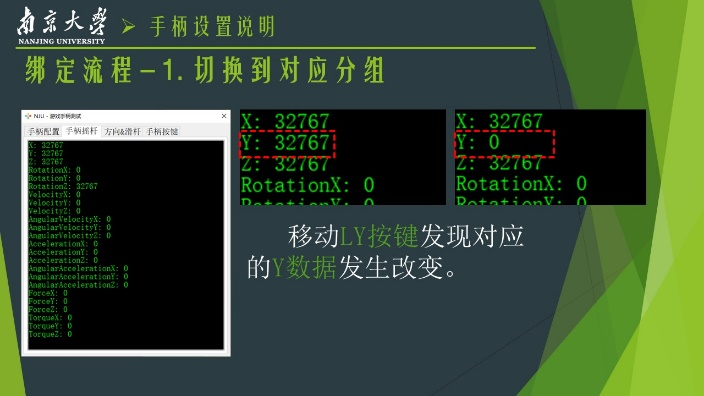 南京大学
NANJING UNIVERSITY
➢ 手柄设置说明
绑定流程－1.切换到对应分组
NJU - 游戏手柄测试 ×
手柄配置 手柄摇杆 方向&滑杆 手柄按键
X: 32767
Y: 32767
Z: 32767
RotationX: 0
RotationY: 0
RotationZ: 32767
VelocityX: 0
VelocityY: 0
VelocityZ: 0
AngularVelocityX: 0
AngularVelocityY: 0
AngularVelocityZ: 0
AccelerationX: 0
AccelerationY: 0
AccelerationZ: 0
AngularAccelerationX: 0
AngularAccelerationY: 0
AngularAccelerationZ: 0
ForceX: 0
ForceY: 0
ForceZ: 0
TorqueX: 0
TorqueY: 0
TorqueZ: 0
X: 32767
Y: 32767
Z: 32767
RotationX: 0
RotationY: 0
X: 32767
Y: 0
Z: 32767
RotationX: 0
RotationY: 0
移动LY按键发现对应
的Y数据发生改变。